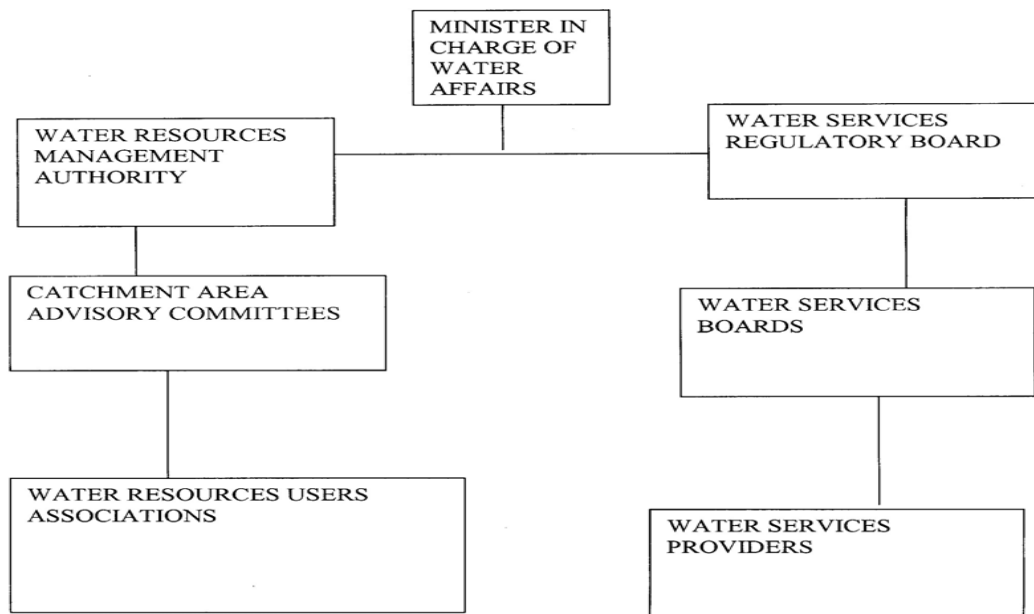 MINISTER IN
CHARGE OF
WATER
AFFAIRS
WATER RESOURCES
MANAGEMENT
AUTHORITY
WATER SERVICES
REGULATORY BOARD
CATCHMENT AREA
ADVISORY COMMITTEES
WATER SERVICES
BOARDS
WATER RESOURCES USERS
ASSOCIATIONS
WATER SERVICES
PROVIDERS